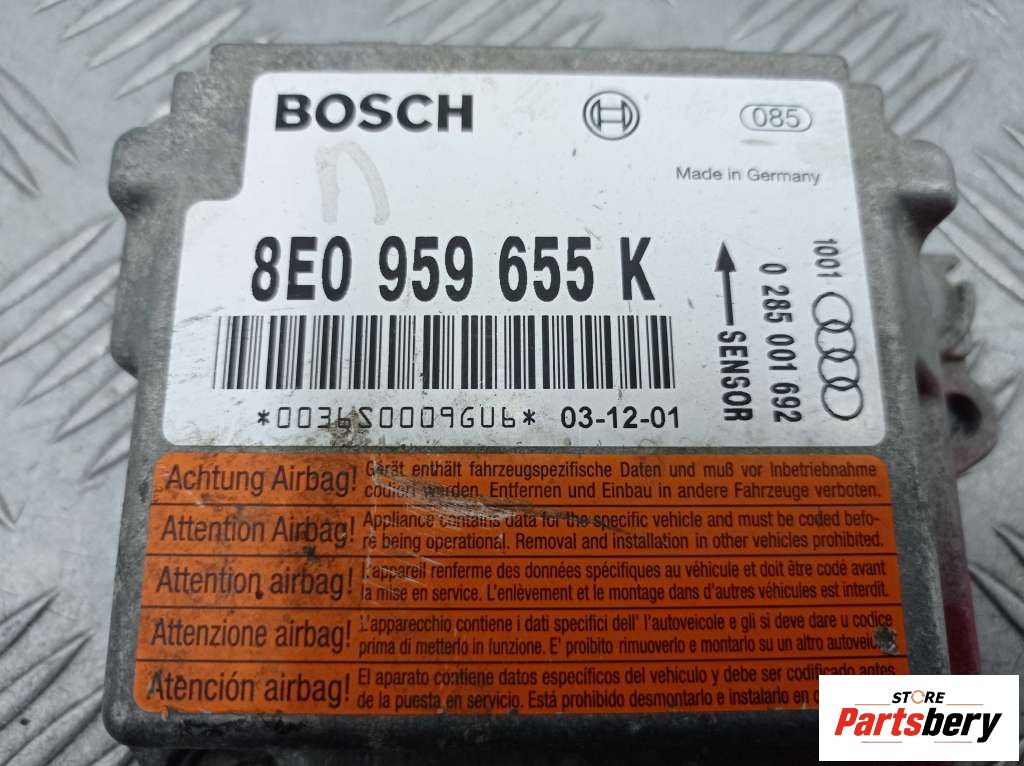 BOSCH
085
Made in Germany
8E0 959 655 K
SENSOR
0 285 001 692
1001
*0036S0009GU6* 03-12-01
Achtung Airbag! Gerät enthält fahrzeugspezifische Daten und muß vor Inbetriebnahme
codiert werden. Entfernen und Einbau in andere Fahrzeuge verboten.
Attention Airbag! Appliance contains data for the specific vehicle and must be coded befo-
re being operational. Removal and installation in other vehicles prohibited.
Attention airbag! L'appareil renferme des données spécifiques au véhicule et doit être codé avant
la mise en service. L'enlèvement et le montage dans d'autres véhicules est interdit.
Attenzione airbag! L'apparecchio contiene i dati specifici dell' l'autoveicole e gli si deve dare u codice
prima di metterlo in funzione. E' proibito rimuoverlo e montarlo su un altro autoveic
Atención airbag! El aparato contiene datos específicos del vehículo y debe ser codificado antes
de la puesta en servicio. Está prohibido desmontarlo e instalarlo en
STORE
Partsbery